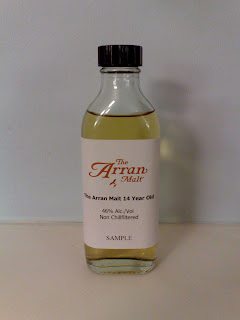 The
Arran
Malt
The Arran Malt 14 Year Old
46% Alc./Vol
Non Chillfiltered
SAMPLE